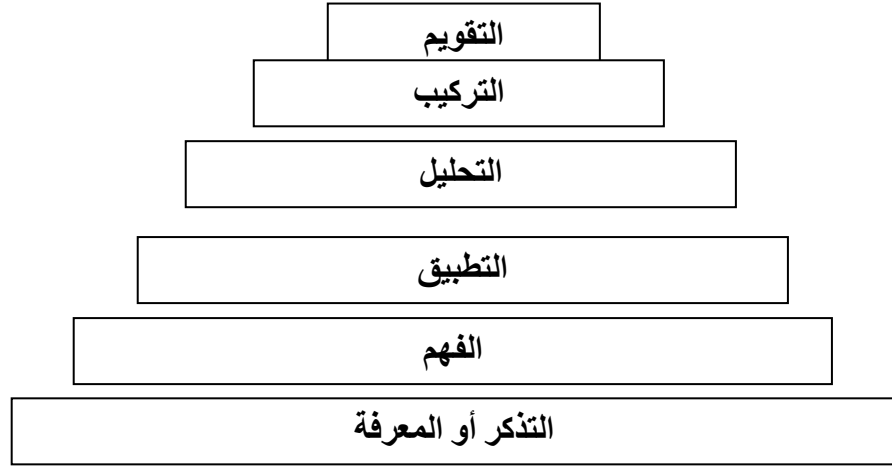 التقويم
التركيب
التحليل
التطبيق
الفهم
التذكر أو المعرفة